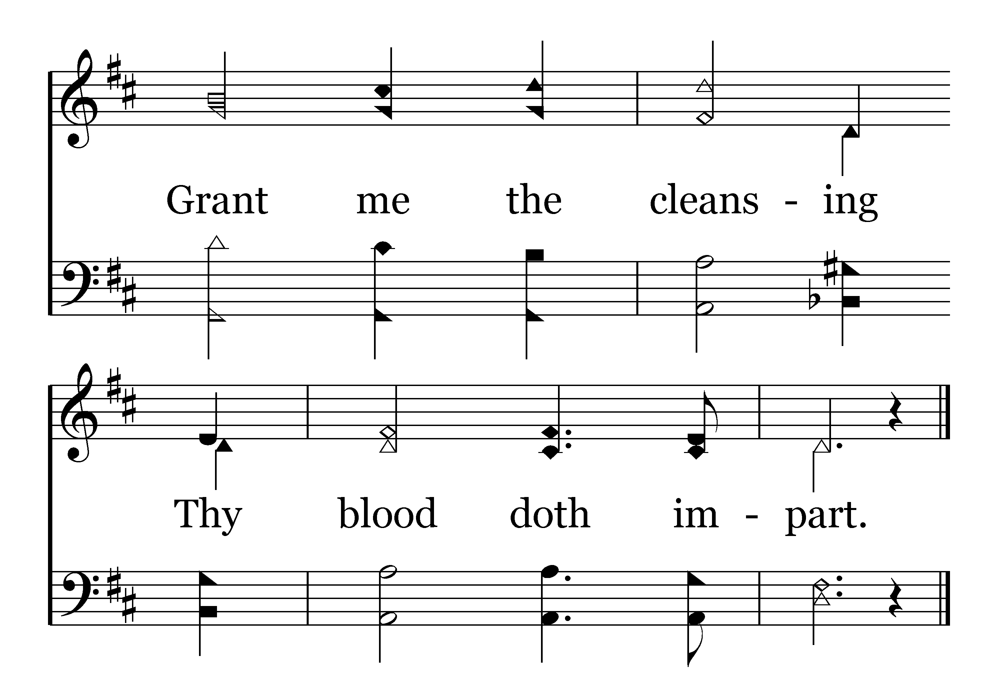 Grant me the cleans - ing
Thy blood doth im - part.